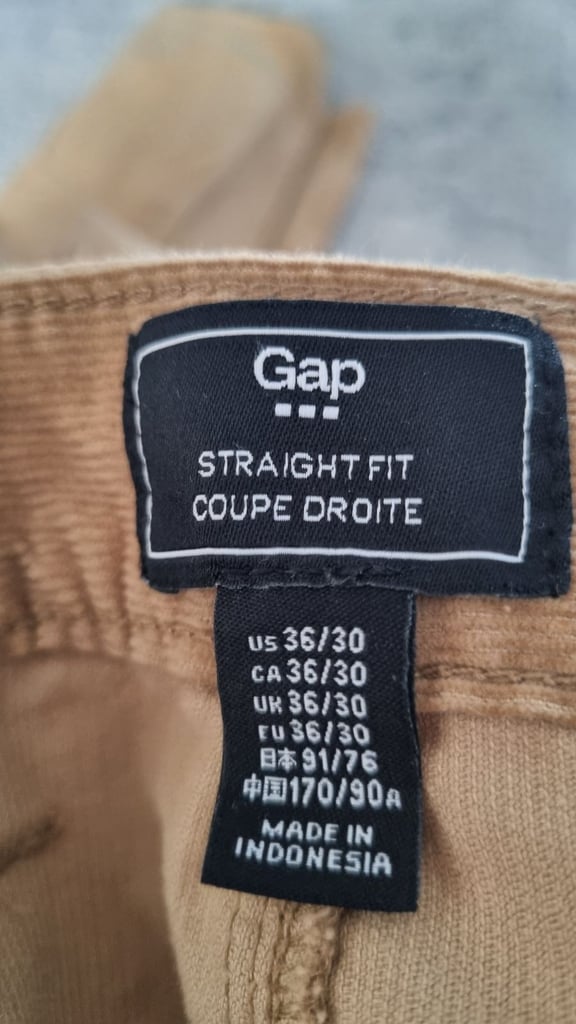 Gap
STRAIGHT FIT
COUPE DROITE
US 36/30
CA 36/30
UK 36/30
EU 36/30
日本 91/76
中国 170/90A
MADE IN
INDONESIA